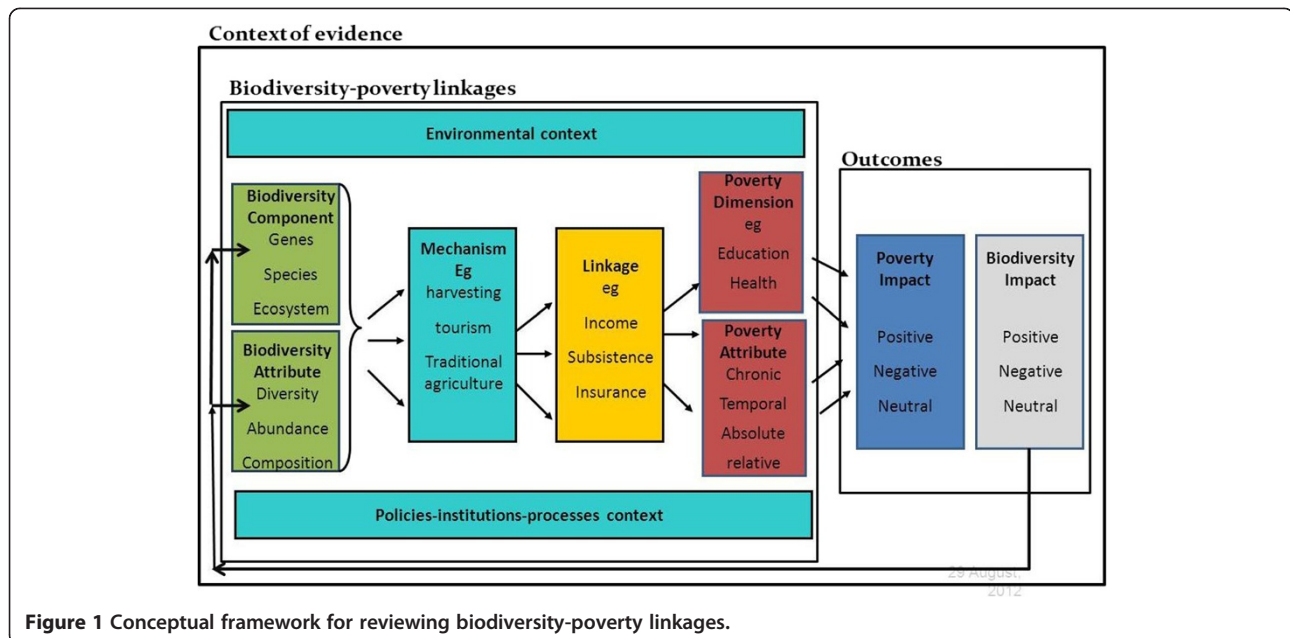 Context of evidence
Biodiversity-poverty linkages
Environmental context
Biodiversity
Component
Genes
Species
Ecosystem
Biodiversity
Attribute
Diversity
Abundance
Composition
Mechanism
Eg
harvesting
tourism
Traditional
agriculture
Linkage
eg
Income
Subsistence
Insurance
Poverty
Dimension
eg
Education
Health
Poverty
Attribute
Chronic
Temporal
Absolute
relative
Policies-institutions-processes context
Outcomes
Poverty
Impact
Positive
Negative
Neutral
Biodiversity
Impact
Positive
Negative
Neutral
29 August,
2012
Figure 1 Conceptual framework for reviewing biodiversity-poverty linkages.